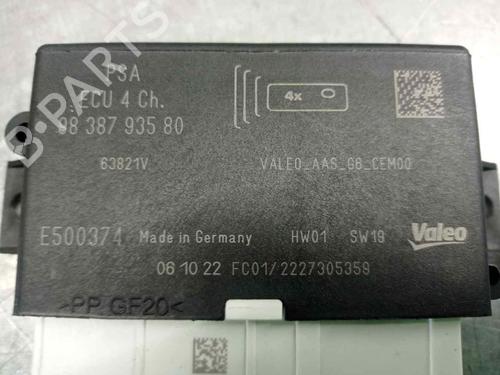 PSA
ECU 4 Ch.
4x
98 387 935 80
63821V
VALEO_AAS_G6_CEM00
E500374 Made in Germany HW01 SW19 Valeo
06 10 22 FC01/2227305359
>PP GF20<